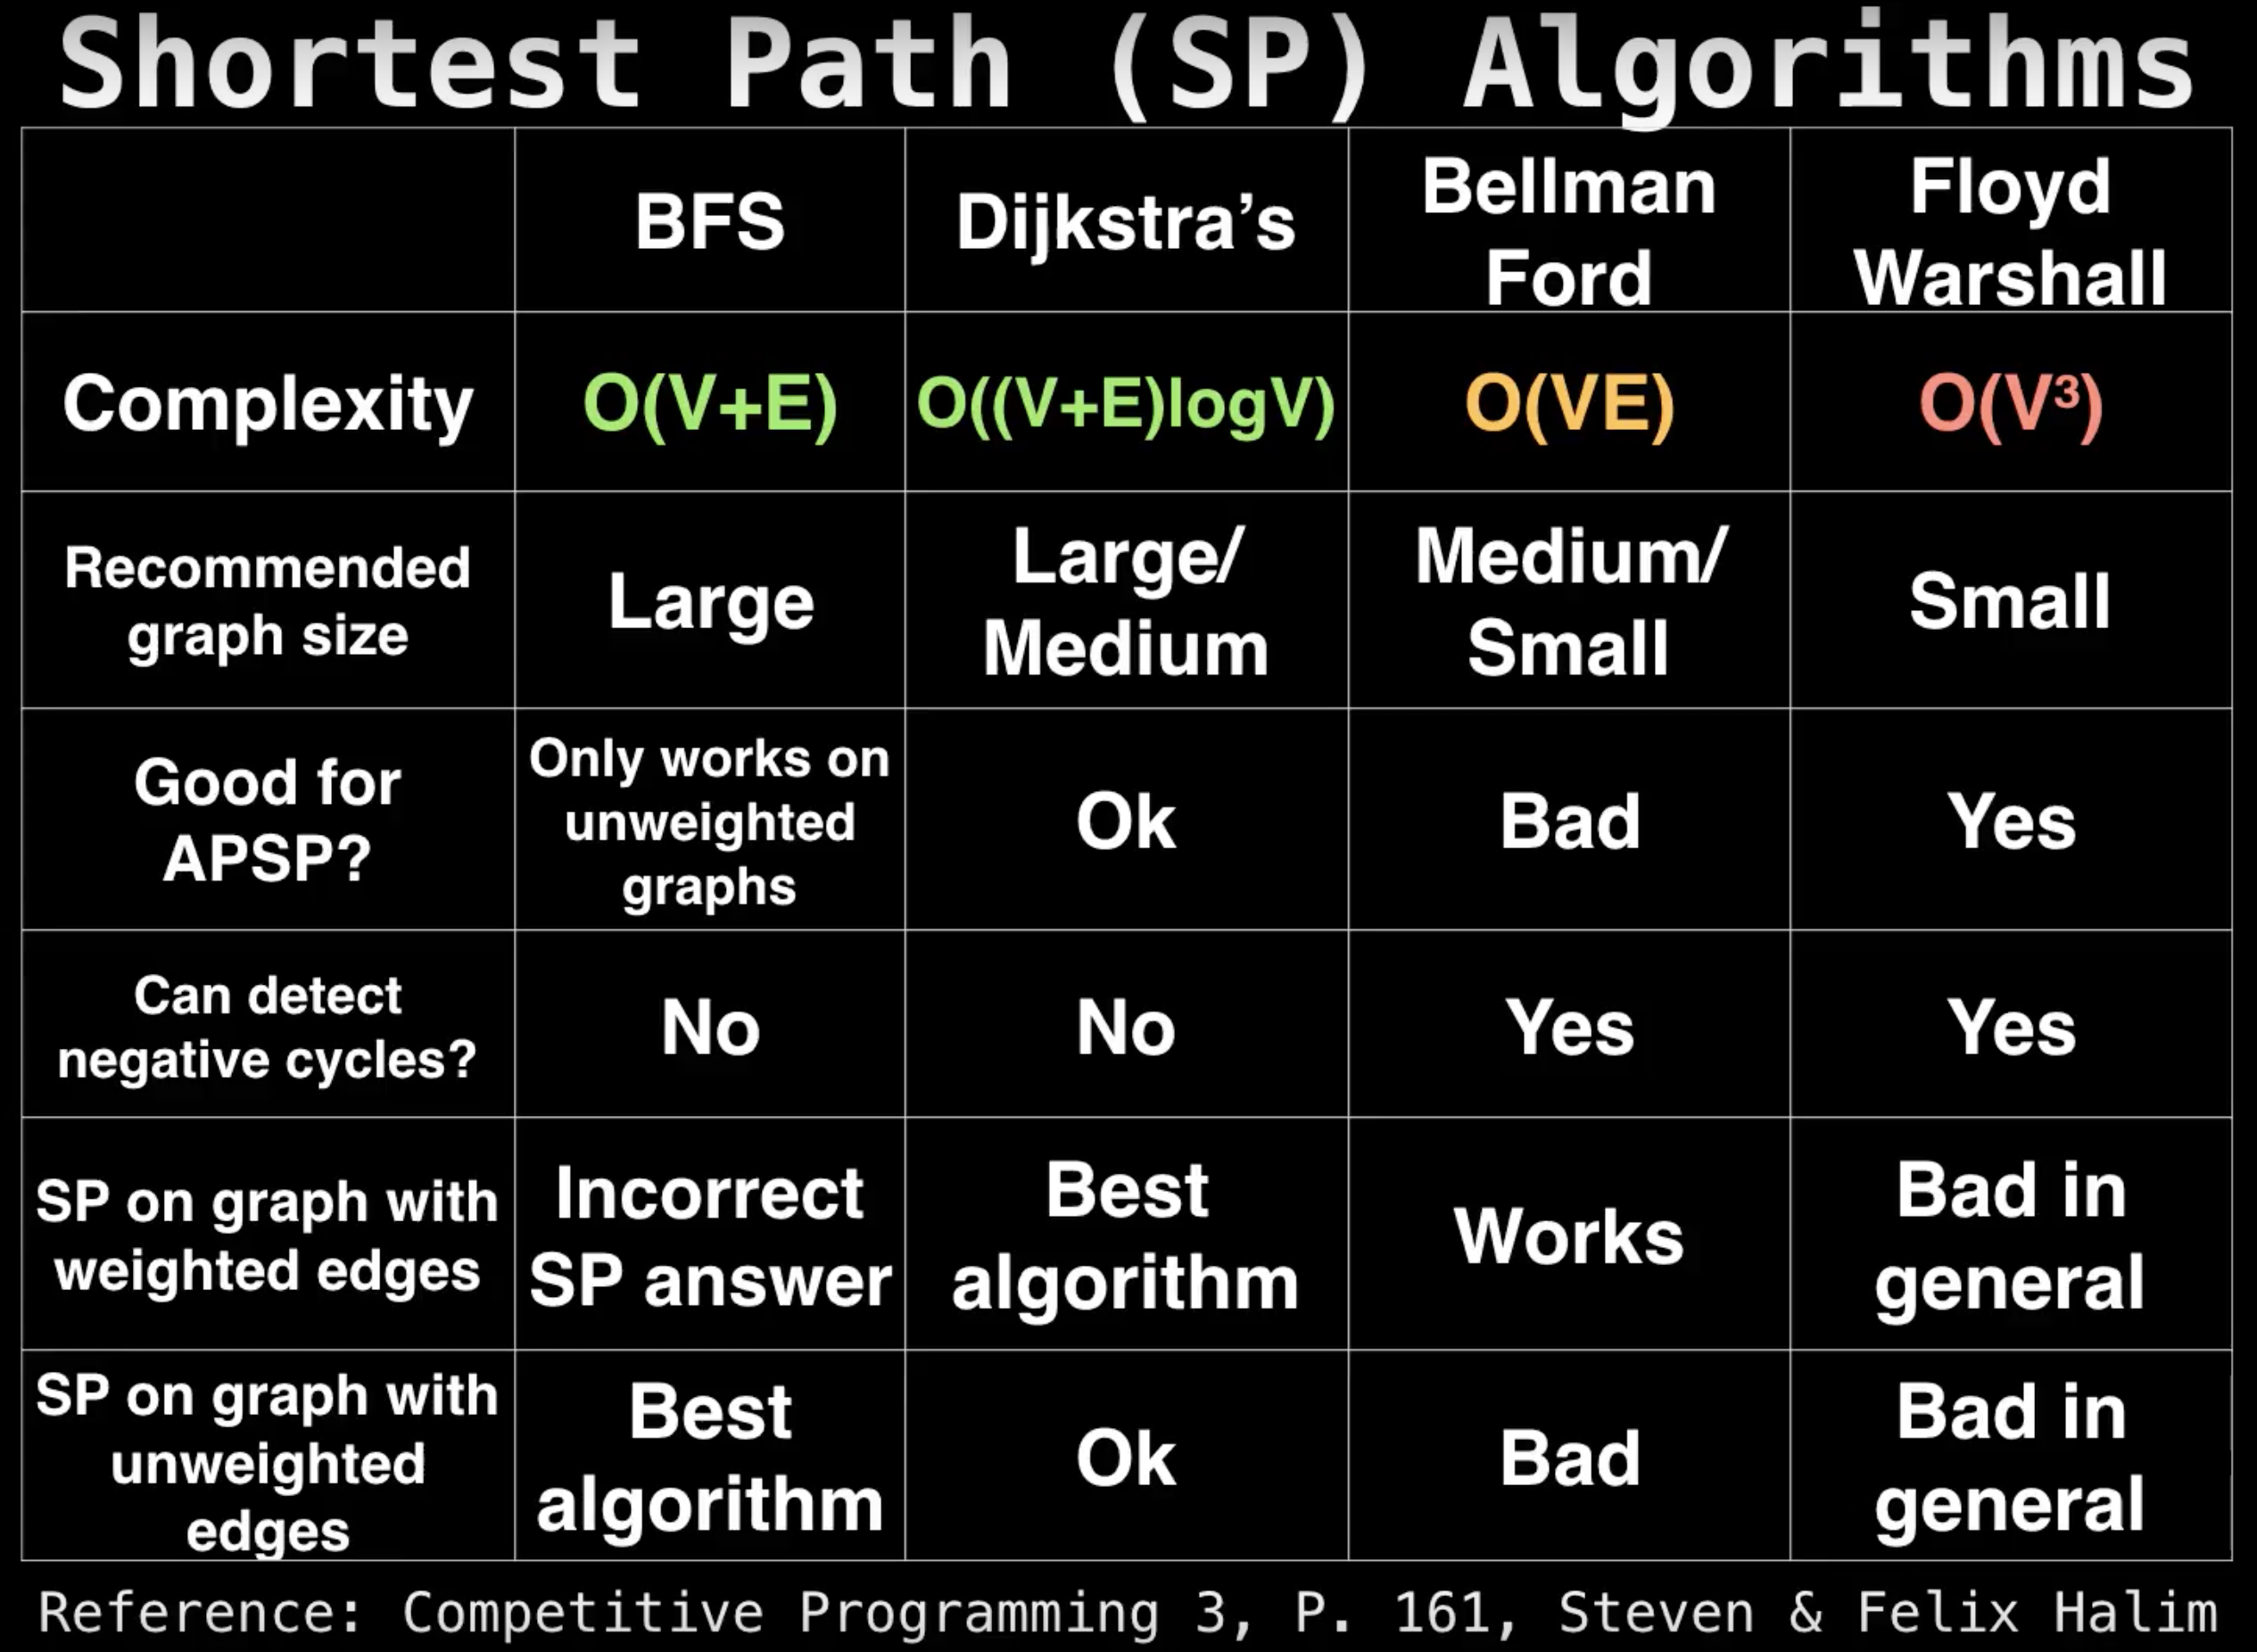 Shortest Path (SP) Algorithms
BFS
Dijkstra’s
Bellman
Ford
Floyd
Warshall
Complexity
O(V+E)
O((V+E)logV)
O(VE)
O(V³)
Recommended
graph size
Large
Large/
Medium
Medium/
Small
Small
Good for
APSP?
Only works on
unweighted
graphs
Ok
Bad
Yes
Can detect
negative cycles?
No
No
Yes
Yes
SP on graph with
weighted edges
Incorrect
SP answer
Best
algorithm
Works
Bad in
general
SP on graph with
unweighted
edges
Best
algorithm
Ok
Bad
Bad in
general
Reference: Competitive Programming 3, P. 161, Steven & Felix Halim